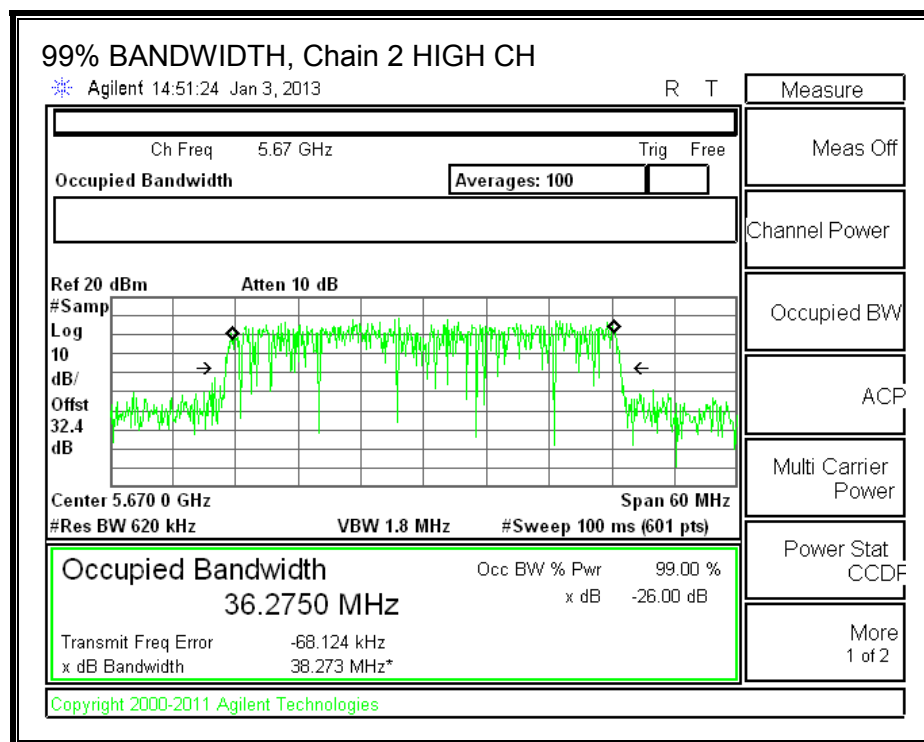 99% BANDWIDTH, Chain 2 HIGH CH
Agilent 14:51:24 Jan 3, 2013 R T
Measure
Ch Freq 5.67 GHz Trig Free
Occupied Bandwidth Averages: 100
Meas Off
Channel Power
Occupied BW
ACP
Multi Carrier
Power
Power Stat
CCDF
More
1 of 2
Ref 20 dBm Atten 10 dB
#Samp
Log
10
dB/
Offst
32.4
dB
Center 5.670 0 GHz Span 60 MHz
#Res BW 620 kHz VBW 1.8 MHz #Sweep 100 ms (601 pts)
Occupied Bandwidth Occ BW % Pwr 99.00 %
36.2750 MHz x dB -26.00 dB
Transmit Freq Error -68.124 kHz
x dB Bandwidth 38.273 MHz*
Copyright 2000-2011 Agilent Technologies